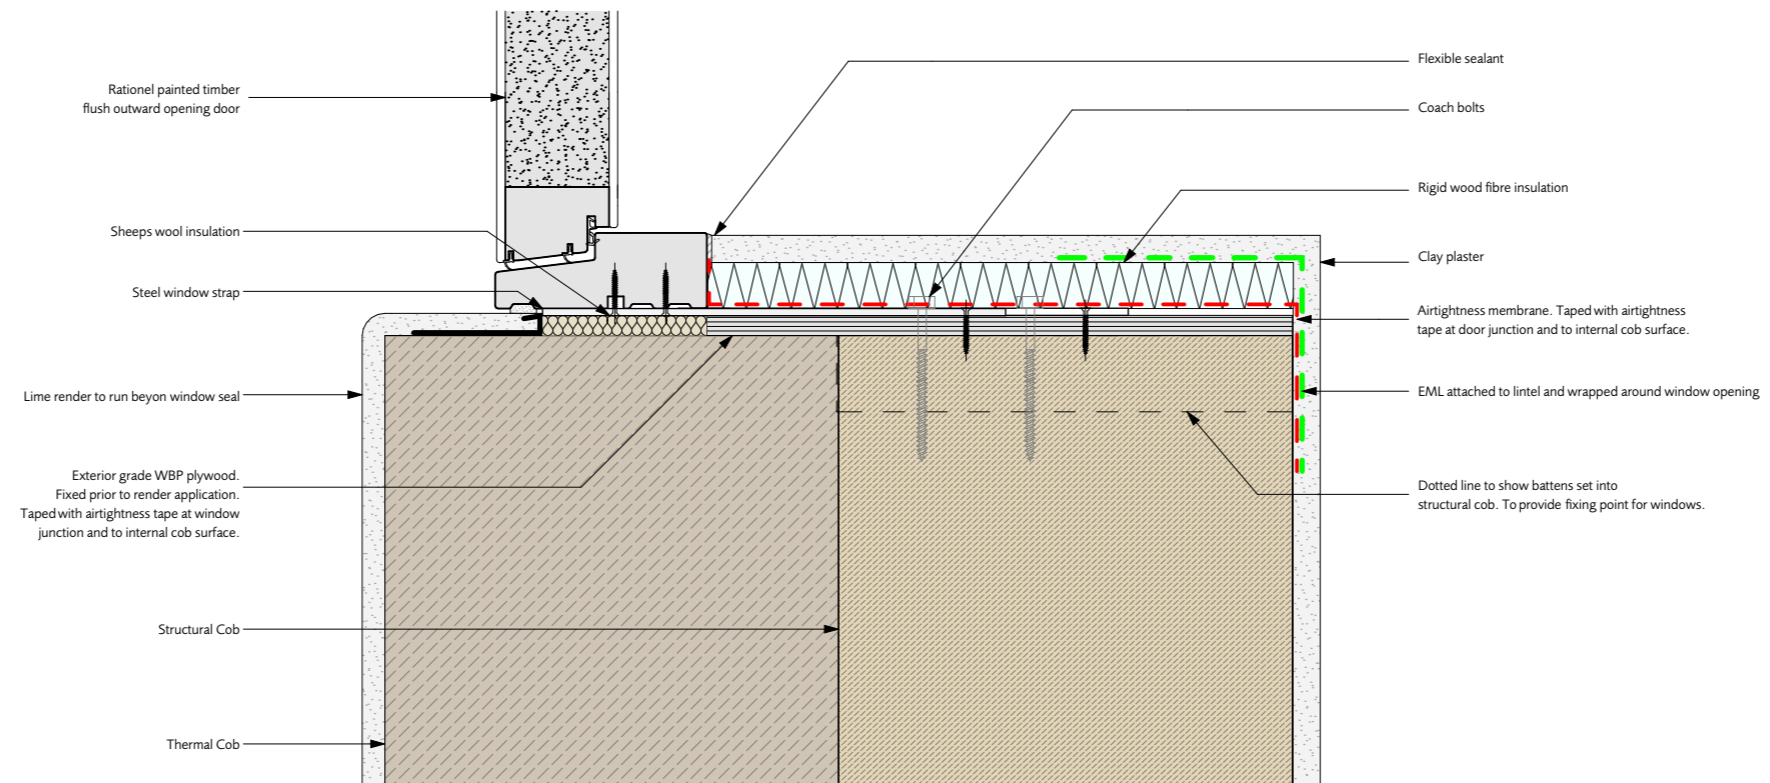 Rationel painted timber
flush outward opening door
Sheeps wool insulation
Steel window strap
Lime render to run beyon window seal
Exterior grade WBP plywood.
Fixed prior to render application.
Taped with airtightness tape at window
junction and to internal cob surface.
Structural Cob
Thermal Cob
Flexible sealant
Coach bolts
Rigid wood fibre insulation
Clay plaster
Airtightness membrane. Taped with airtightness
tape at door junction and to internal cob surface.
EML attached to lintel and wrapped around window opening
Dotted line to show battens set into
structural cob. To provide fixing point for windows.